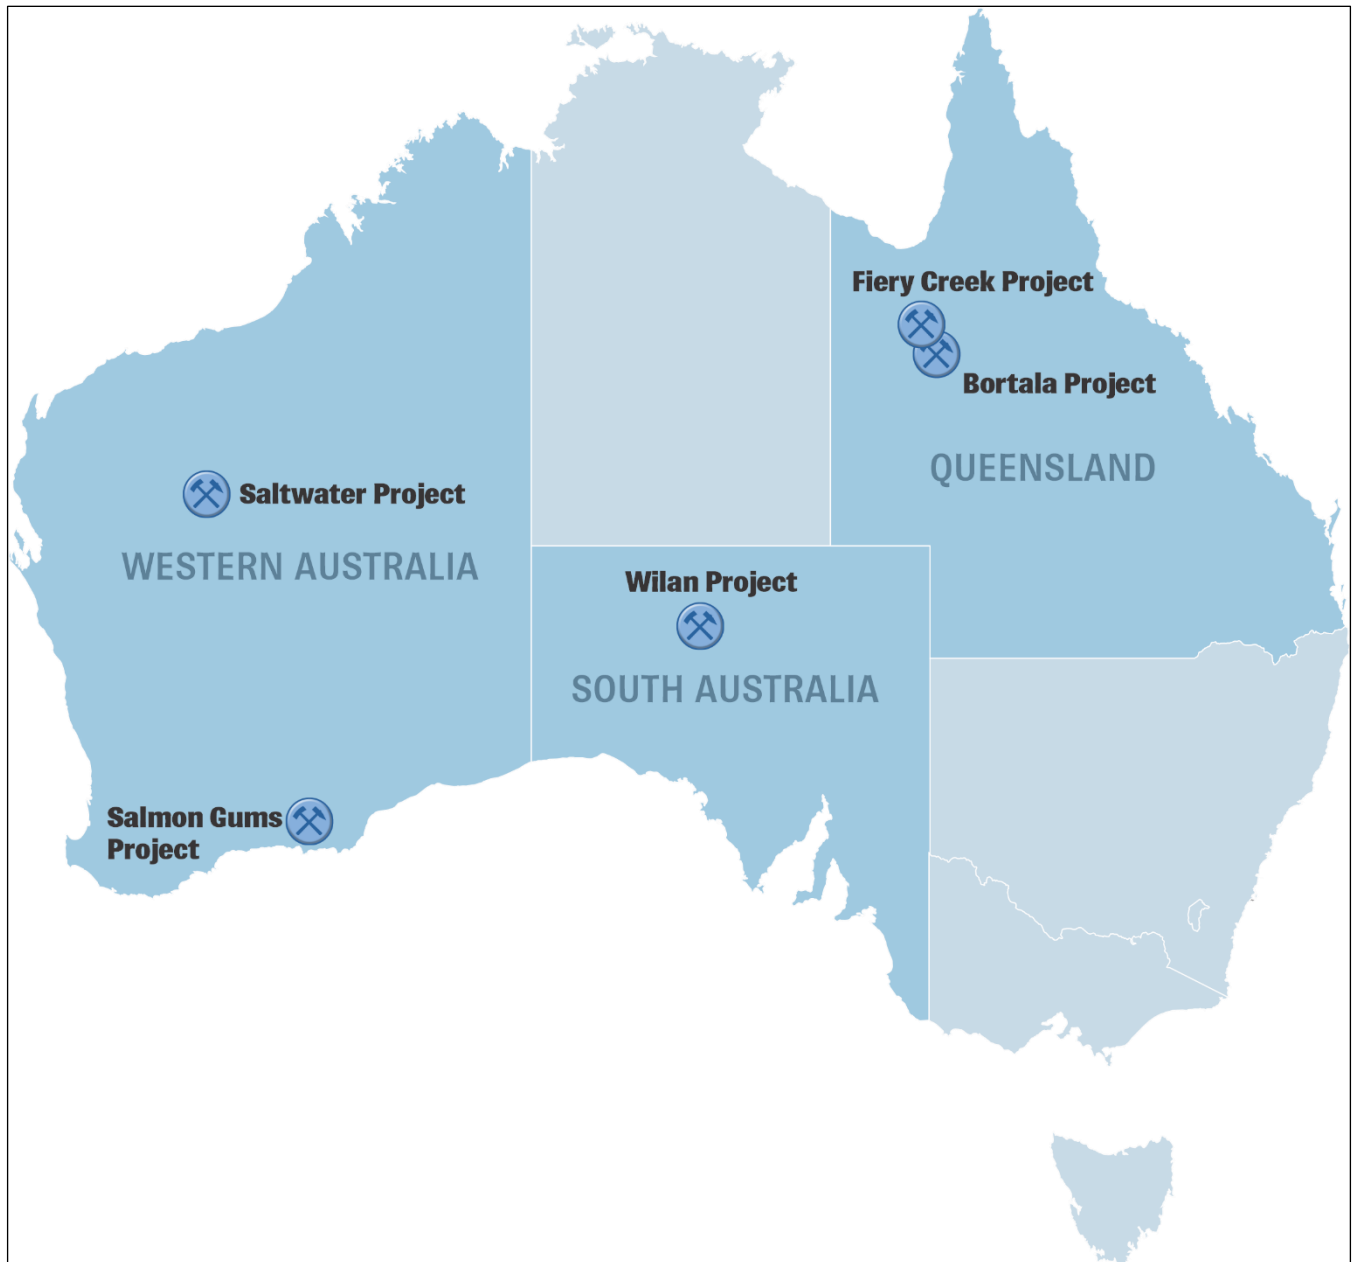 Fiery Creek Project
Bortala Project
QUEENSLAND
Saltwater Project
WESTERN AUSTRALIA
Wilan Project
SOUTH AUSTRALIA
Salmon Gums
Project